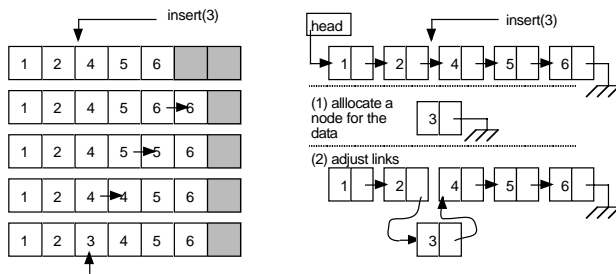 insert(3)
1 2 4 5 6
1 2 4 5 6 6
1 2 4 5 5 6
1 2 4 4 5 6
1 2 3 4 5 6
head
insert(3)
1 2 4 5 6
(1) alllocate a
node for the
data
3
(2) adjust links
1 2 4 5 6
3